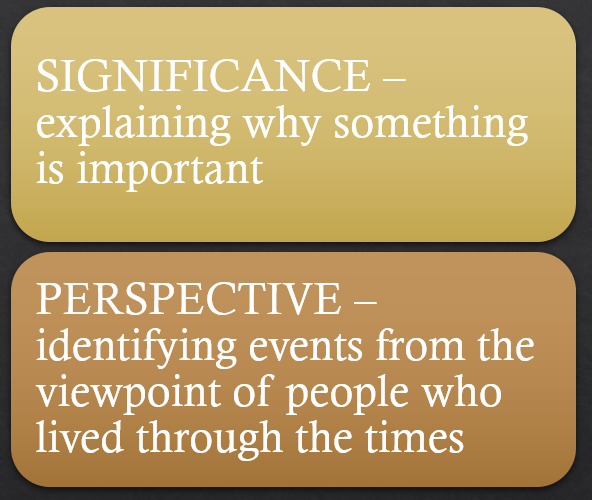 SIGNIFICANCE –
explaining why something
is important
PERSPECTIVE –
identifying events from the
viewpoint of people who
lived through the times